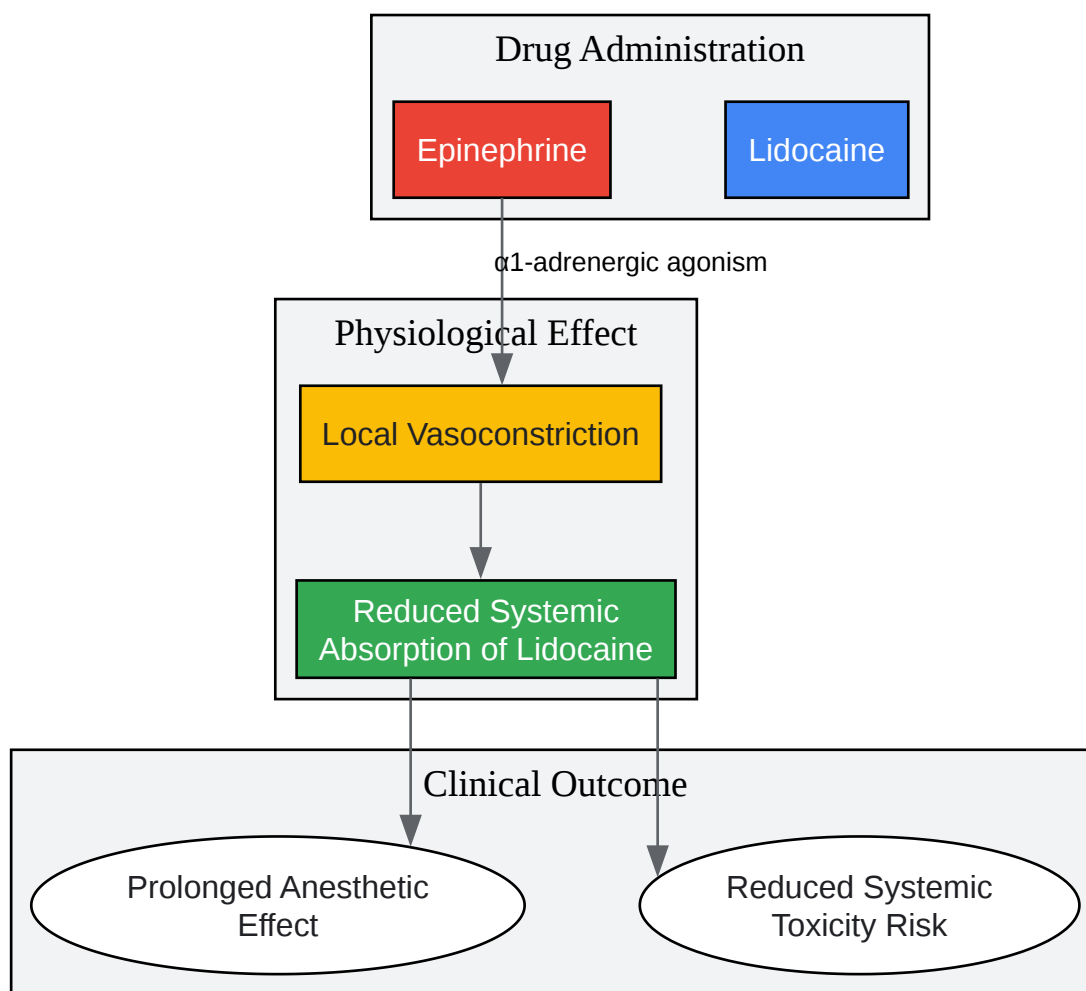 Drug Administration
Epinephrine
Lidocaine
α1-adrenergic agonism
Physiological Effect
Local Vasoconstriction
Reduced Systemic
Absorption of Lidocaine
Clinical Outcome
Prolonged Anesthetic
Effect
Reduced Systemic
Toxicity Risk